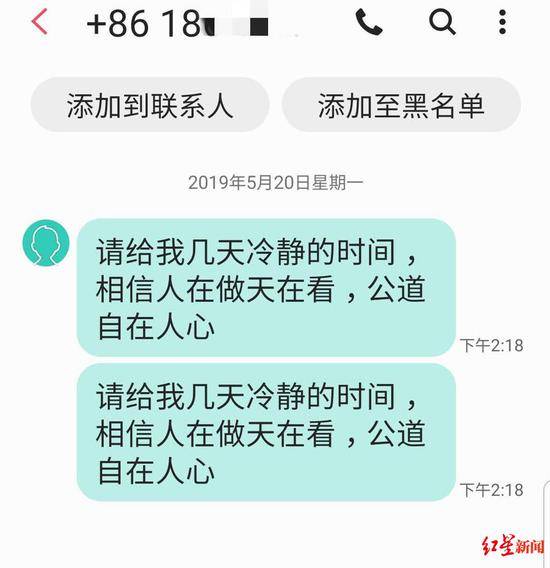 +86 18
添加到联系人
添加至黑名单
2019年5月20日星期一
请给我几天冷静的时间，
相信人在做天在看，公道
自在人心
下午2:18
请给我几天冷静的时间，
相信人在做天在看，公道
自在人心
下午2:18
红星新闻